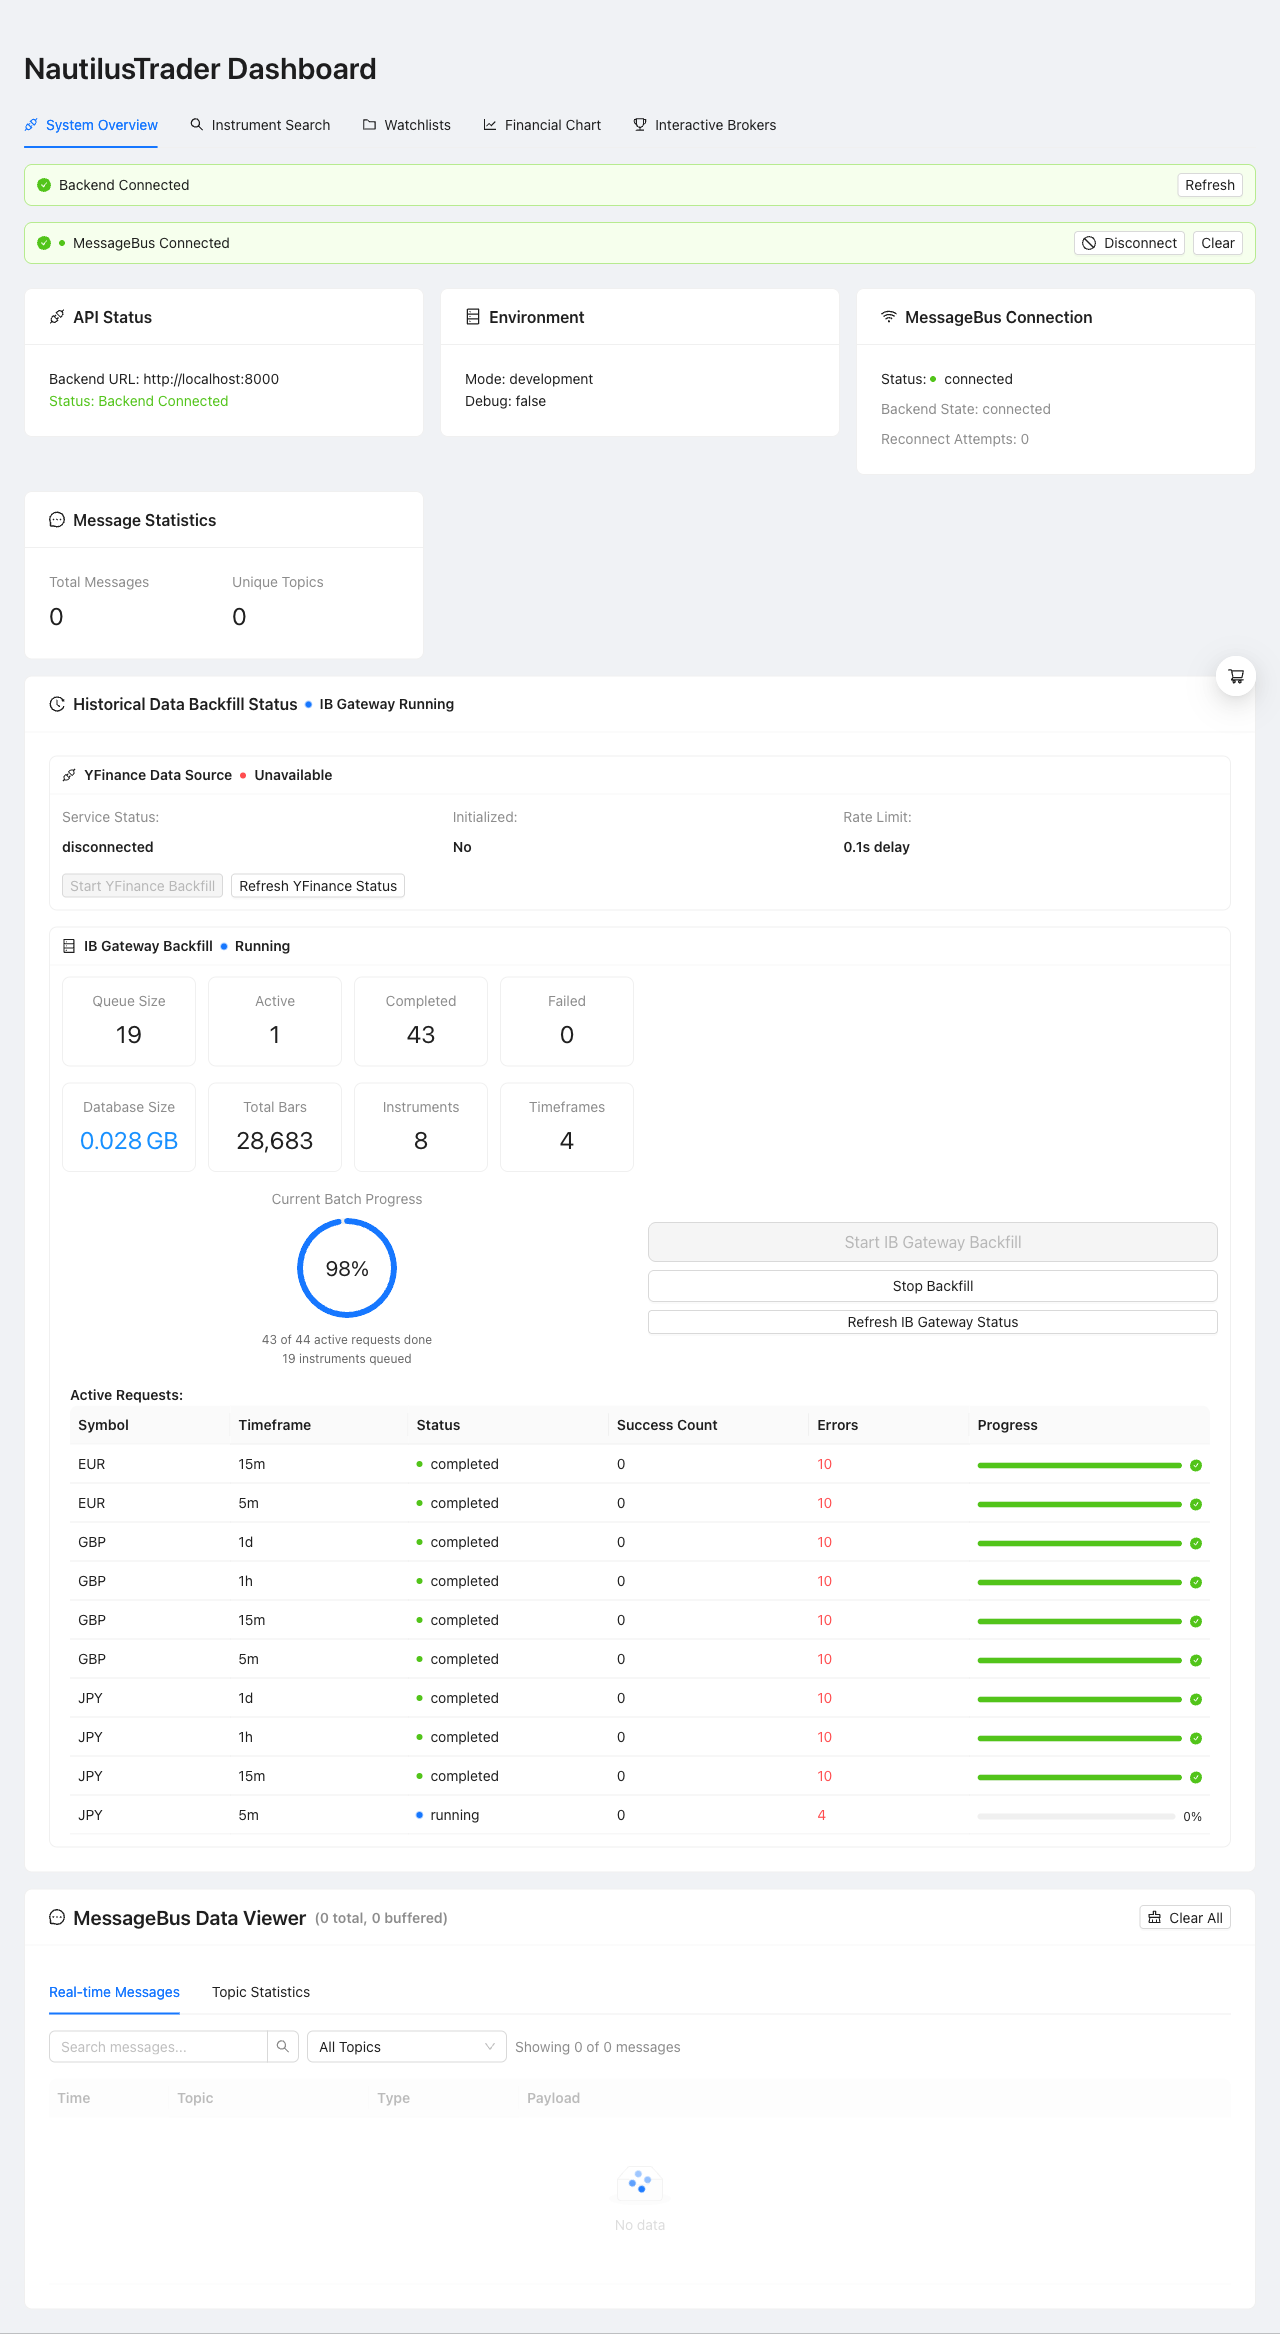 NautilusTrader Dashboard
System Overview Instrument Search Watchlists Financial Chart Interactive Brokers
Backend Connected Refresh
MessageBus Connected Disconnect Clear
API Status Environment MessageBus Connection
Backend URL: http://localhost:8000 Mode: development Status: connected
Status: Backend Connected Debug: false Backend State: connected
Reconnect Attempts: 0
Message Statistics
Total Messages Unique Topics
0 0
Historical Data Backfill Status IB Gateway Running
YFinance Data Source Unavailable
Service Status: Initialized: Rate Limit:
disconnected No 0.1s delay
Start YFinance Backfill Refresh YFinance Status
IB Gateway Backfill Running
Queue Size Active Completed Failed
19 1 43 0
Database Size Total Bars Instruments Timeframes
0.028 GB 28,683 8 4
Current Batch Progress
98%
43 of 44 active requests done
19 instruments queued
Start IB Gateway Backfill
Stop Backfill
Refresh IB Gateway Status
Active Requests:
Symbol Timeframe Status Success Count Errors Progress
EUR 15m completed 0 10
EUR 5m completed 0 10
GBP 1d completed 0 10
GBP 1h completed 0 10
GBP 15m completed 0 10
GBP 5m completed 0 10
JPY 1d completed 0 10
JPY 1h completed 0 10
JPY 15m completed 0 10
JPY 5m running 0 4 0%
MessageBus Data Viewer (0 total, 0 buffered) Clear All
Real-time Messages Topic Statistics
Search messages... All Topics Showing 0 of 0 messages
Time Topic Type Payload
No data